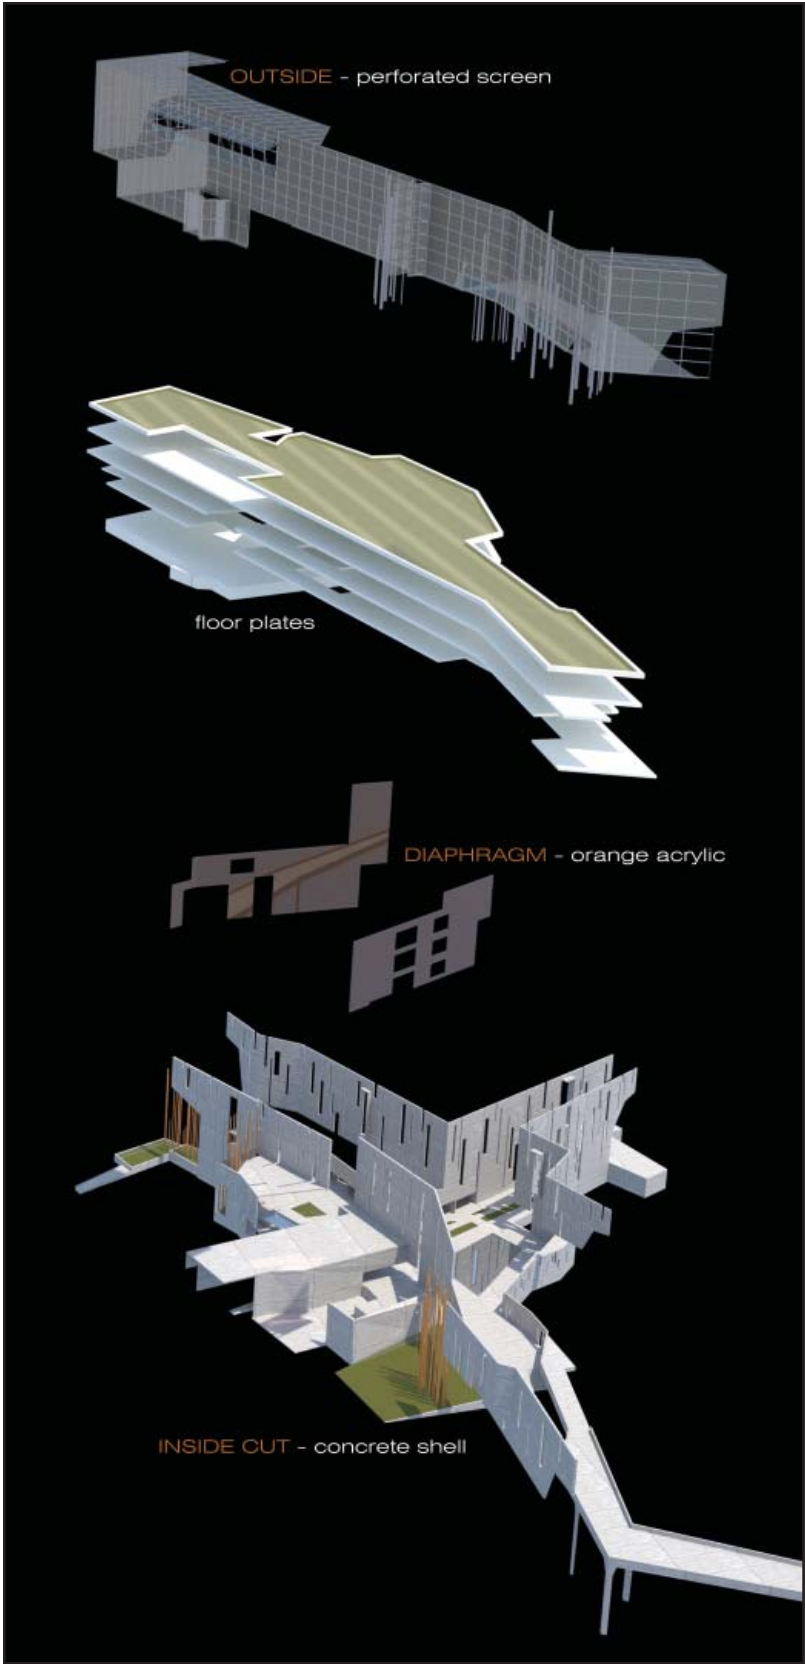 OUTSIDE - perforated screen
floor plates
DIAPHRAGM - orange acrylic
INSIDE CUT - concrete shell